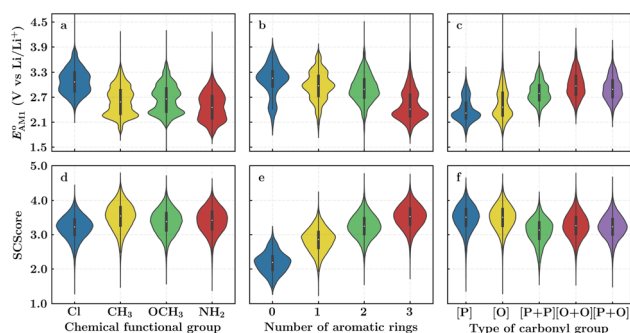 a
b
c
4.5
3.9
3.3
2.7
2.1
1.5
E°AM1 (V vs Li/Li+)
d
e
f
5.0
4.0
3.0
2.0
1.0
SCScore
Cl CH3 OCH3 NH2
0 1 2 3
[P] [O] [P+P] [O+O] [P+O]
Chemical functional group
Number of aromatic rings
Type of carbonyl group